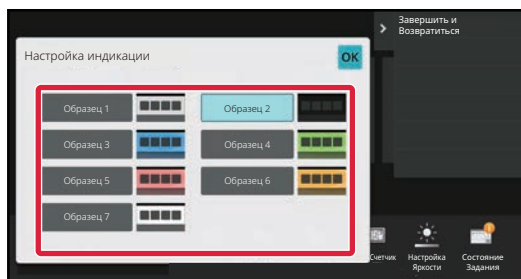 Завершить и
Возвратиться
Настройка индикации
OK
Образец 1
Образец 2
Образец 3
Образец 4
Образец 5
Образец 6
Образец 7
Счетчик
Настройка
Яркости
Состояние
Задания